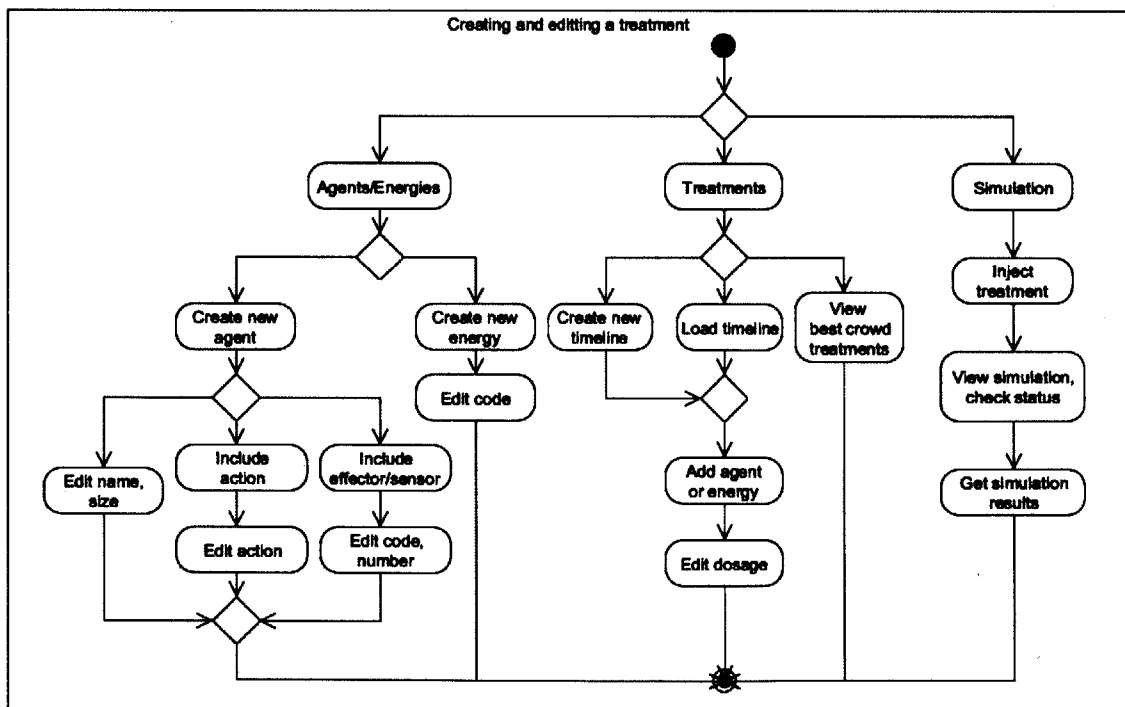 Creating and editting a treatment
Agents/Energies
Treatments
Simulation
Create new
agent
Create new
energy
Create new
timeline
Load timeline
View
best crowd
treatments
Inject
treatment
Edit code
View simulation,
check status
Edit name,
size
Include
action
Include
effector/sensor
Add agent
or energy
Get simulation
results
Edit action
Edit code,
number
Edit dosage